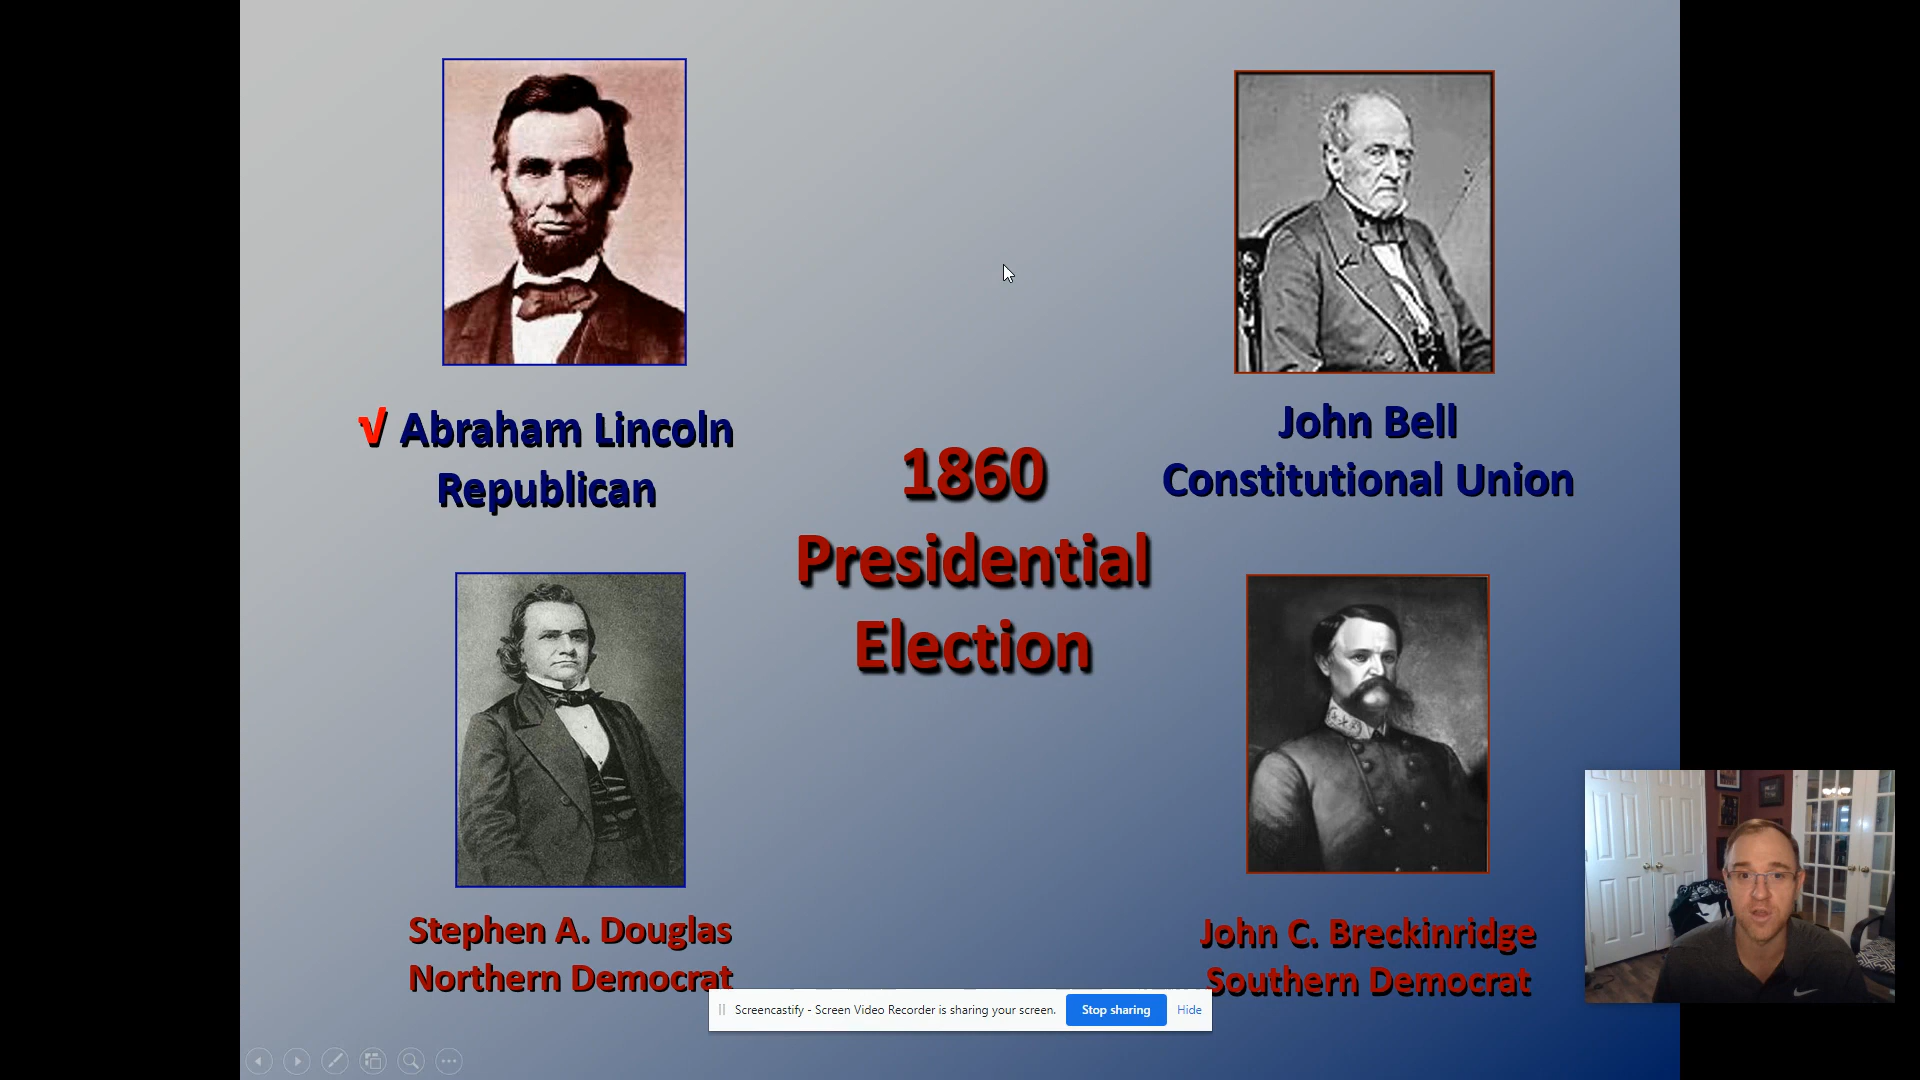 √ Abraham Lincoln
Republican
John Bell
Constitutional Union
1860
Presidential
Election
Stephen A. Douglas
Northern Democrat
John C. Breckinridge
Southern Democrat
Screencastify - Screen Video Recorder is sharing your screen.
Stop sharing
Hide